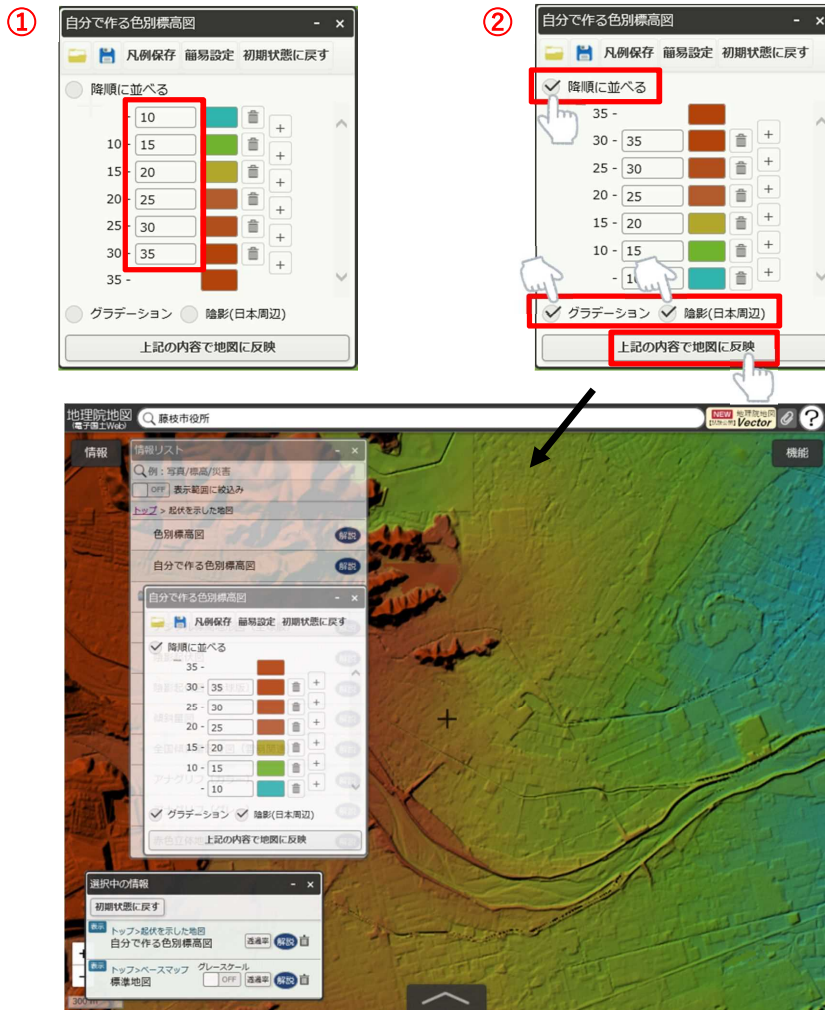 ①
自分で作る色別標高図 - ×
凡例保存 簡易設定 初期状態に戻す
降順に並べる
- 10
10 - 15
15 - 20
20 - 25
25 - 30
30 - 35
35 -
グラデーション 陰影(日本周辺)
上記の内容で地図に反映
②
自分で作る色別標高図 - ×
凡例保存 簡易設定 初期状態に戻す
降順に並べる
35 -
30 - 35
25 - 30
20 - 25
15 - 20
10 - 15
- 10
グラデーション 陰影(日本周辺)
上記の内容で地図に反映
地理院地図
(電子国土Web)
藤枝市役所
NEW 地理院地図
Vector
?
情報
機能
情報リスト - ×
例:写真/標高/災害
OFF 表示範囲に絞込み
トップ > 起伏を示した地図
色別標高図 解説
自分で作る色別標高図 解説
自分で作る色別標高図 - ×
凡例保存 簡易設定 初期状態に戻す
降順に並べる
35 -
30 - 35
25 - 30
20 - 25
15 - 20
10 - 15
- 10
グラデーション 陰影(日本周辺)
上記の内容で地図に反映
選択中の情報 - ×
初期状態に戻す
表示 トップ>起伏を示した地図
自分で作る色別標高図 透過率 解説
表示 トップ>ベースマップ グレースケール
標準地図 OFF 透過率 解説
300 m